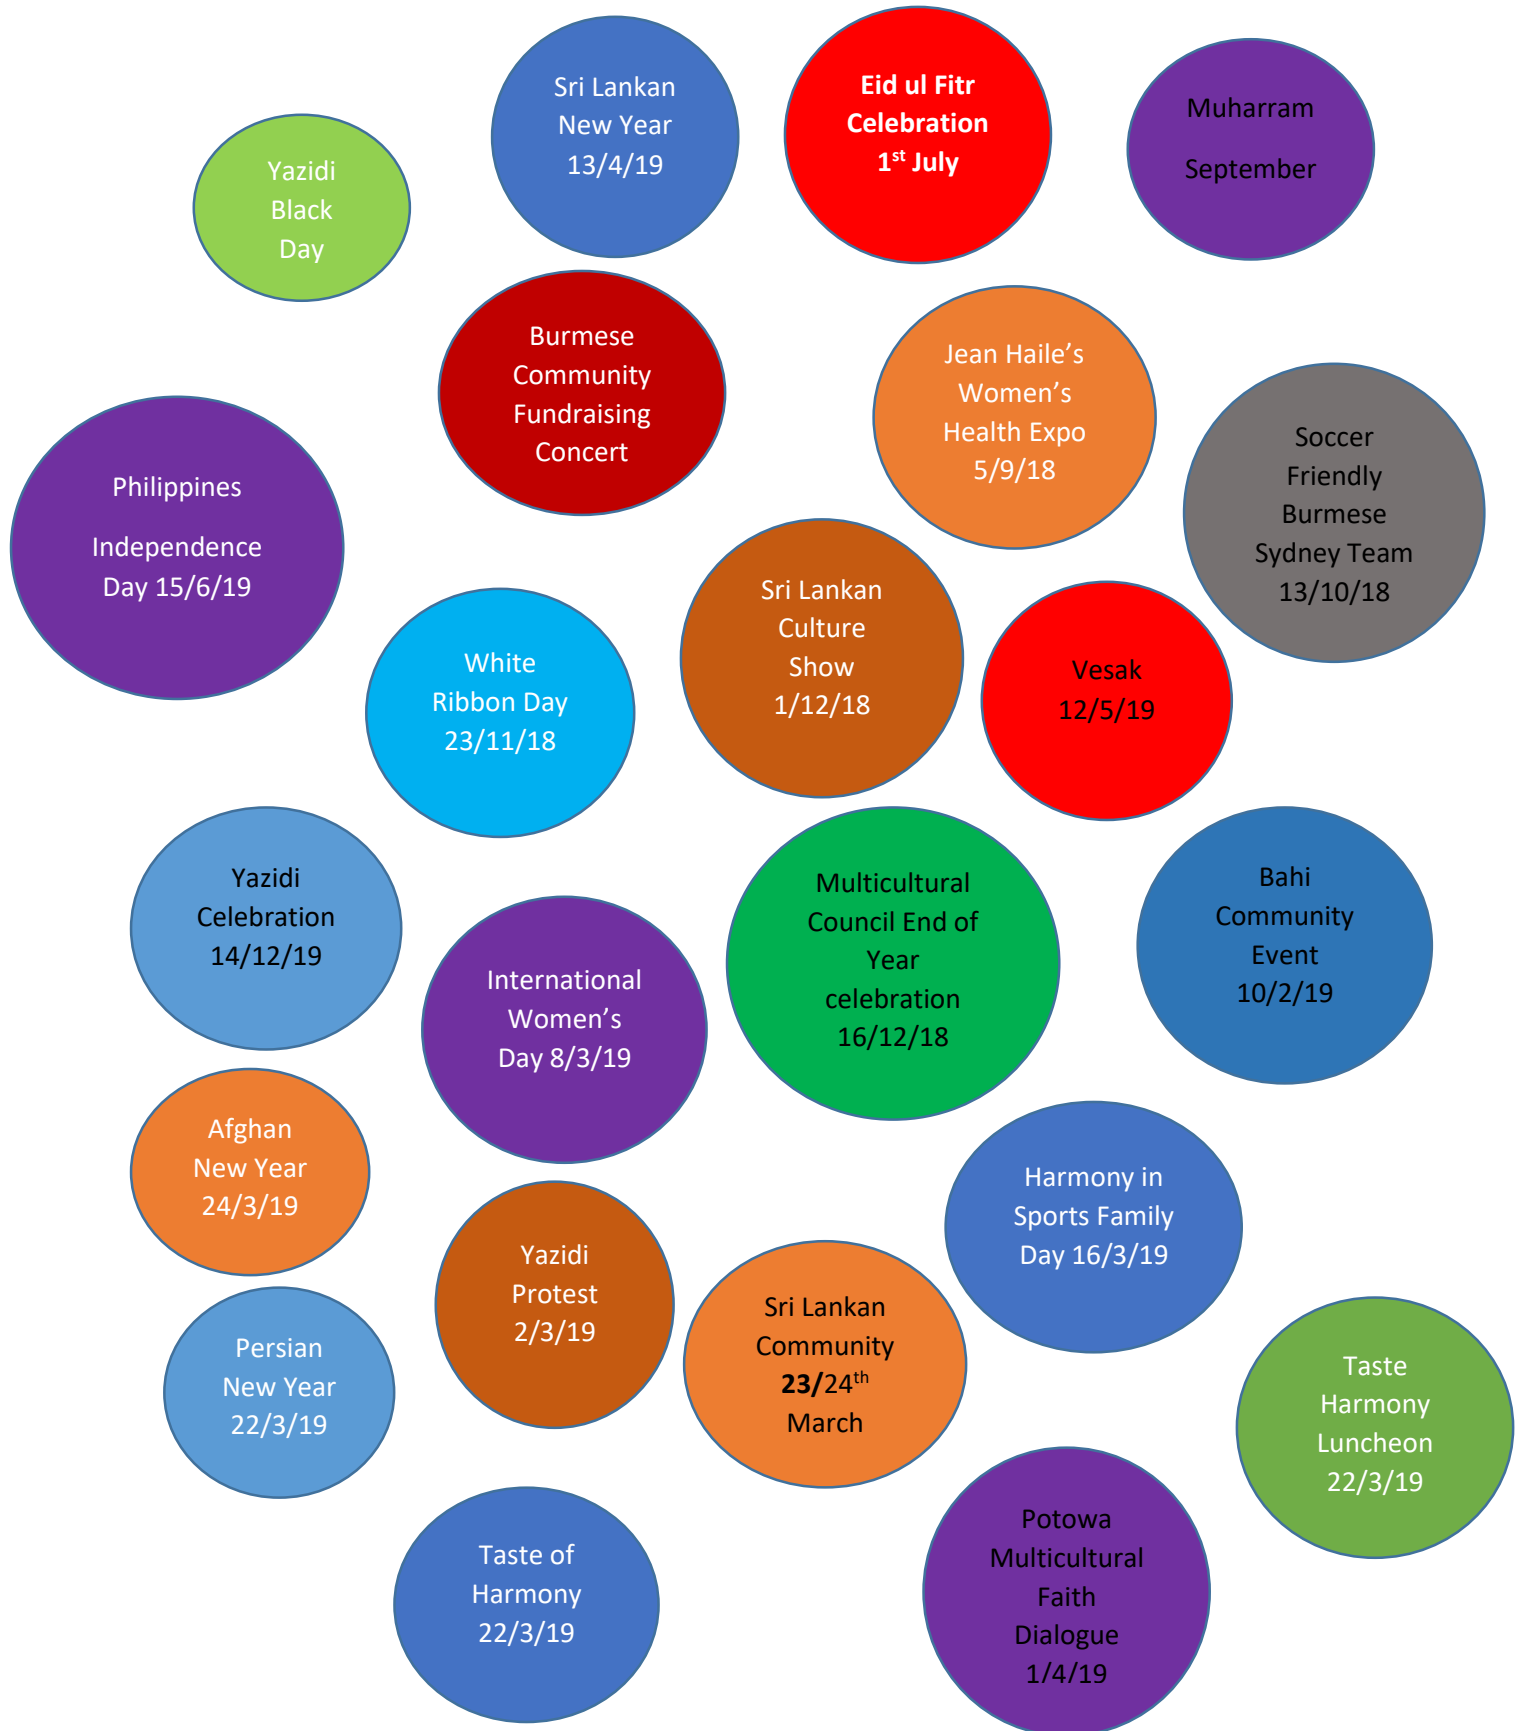 Sri Lankan
New Year
13/4/19
Eid ul Fitr
Celebration
1st July
Muharram
September
Yazidi
Black
Day
Burmese
Community
Fundraising
Concert
Jean Haile’s
Women’s
Health Expo
5/9/18
Soccer
Friendly
Burmese
Sydney Team
13/10/18
Philippines
Independence
Day 15/6/19
White
Ribbon Day
23/11/18
Sri Lankan
Culture
Show
1/12/18
Vesak
12/5/19
Yazidi
Celebration
14/12/19
International
Women’s
Day 8/3/19
Multicultural
Council End of
Year
celebration
16/12/18
Bahi
Community
Event
10/2/19
Afghan
New Year
24/3/19
Yazidi
Protest
2/3/19
Harmony in
Sports Family
Day 16/3/19
Persian
New Year
22/3/19
Sri Lankan
Community
23/24th
March
Taste
Harmony
Luncheon
22/3/19
Taste of
Harmony
22/3/19
Potowa
Multicultural
Faith
Dialogue
1/4/19